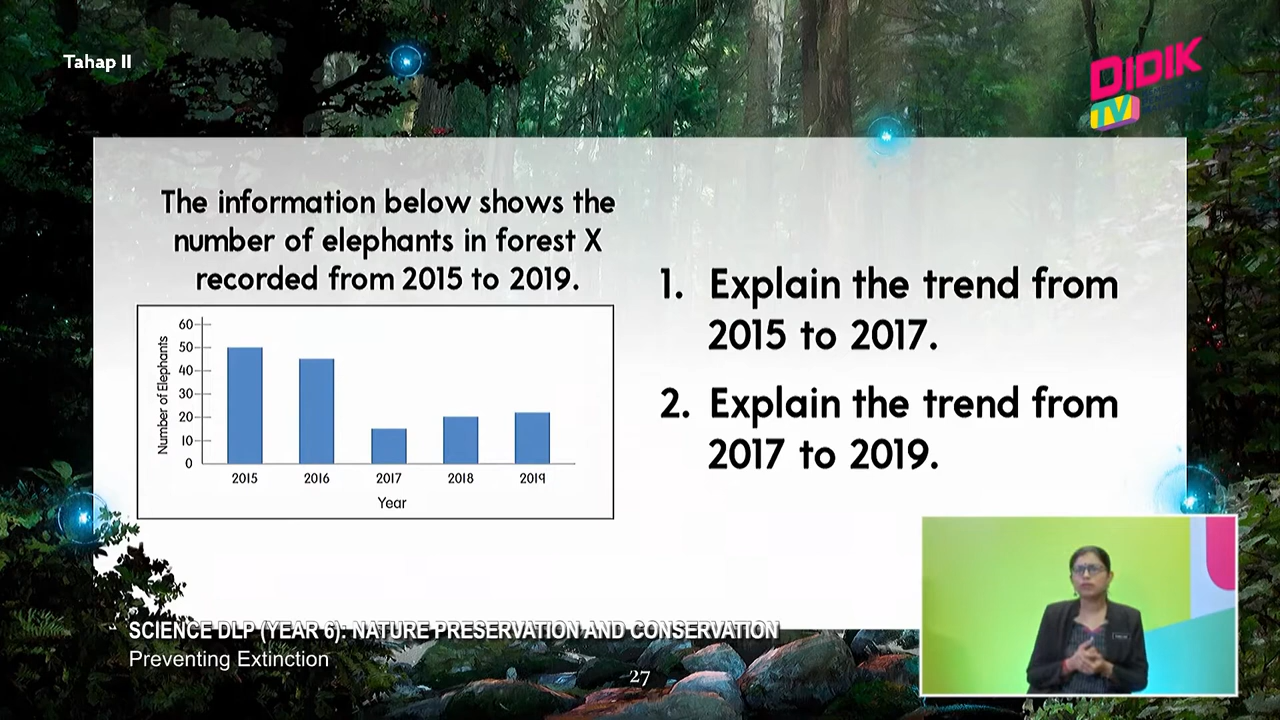 Tahap II
DIDIK
TV
The information below shows the
number of elephants in forest X
recorded from 2015 to 2019.
60
50
40
30
20
10
0
Number of Elephants
2015 2016 2017 2018 2019
Year
1. Explain the trend from
2015 to 2017.
2. Explain the trend from
2017 to 2019.
SCIENCE DLP (YEAR 6): NATURE PRESERVATION AND CONSERVATION
Preventing Extinction
27